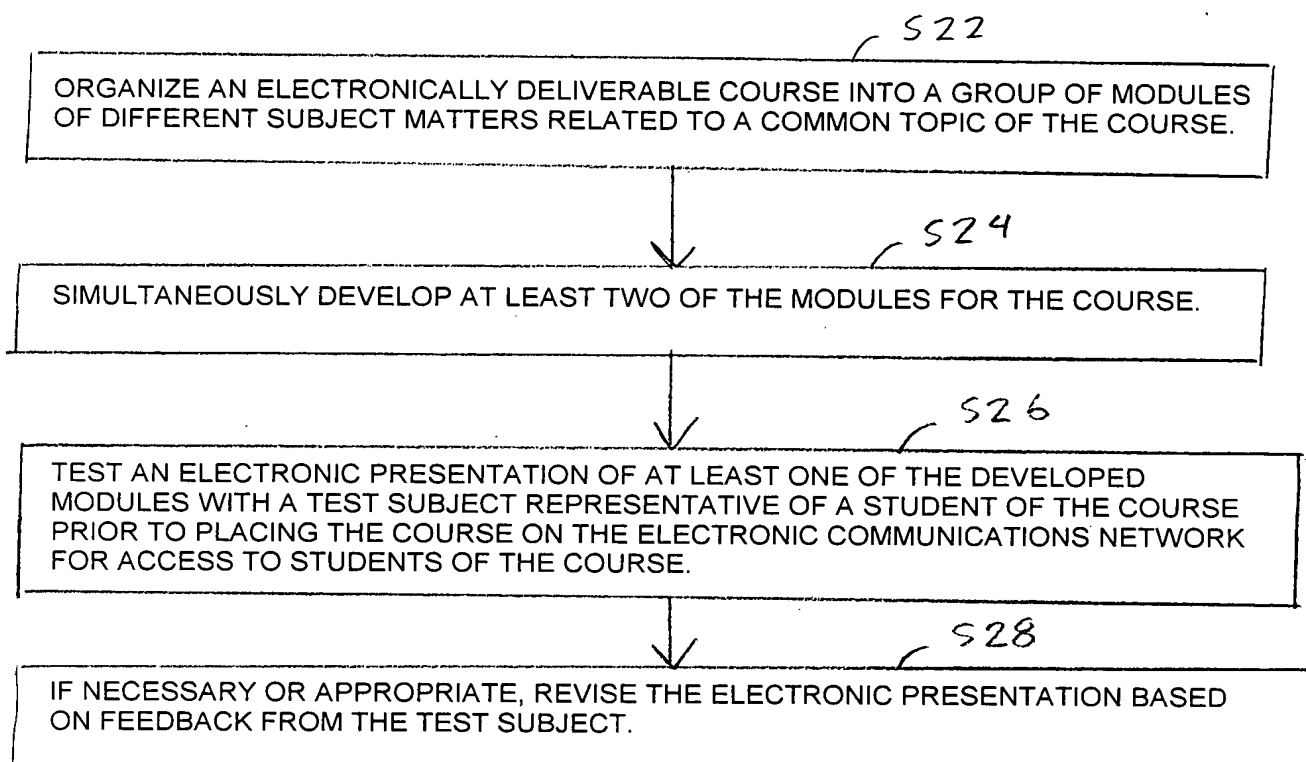 S22
ORGANIZE AN ELECTRONICALLY DELIVERABLE COURSE INTO A GROUP OF MODULES
OF DIFFERENT SUBJECT MATTERS RELATED TO A COMMON TOPIC OF THE COURSE.
S24
SIMULTANEOUSLY DEVELOP AT LEAST TWO OF THE MODULES FOR THE COURSE.
S26
TEST AN ELECTRONIC PRESENTATION OF AT LEAST ONE OF THE DEVELOPED
MODULES WITH A TEST SUBJECT REPRESENTATIVE OF A STUDENT OF THE COURSE
PRIOR TO PLACING THE COURSE ON THE ELECTRONIC COMMUNICATIONS NETWORK
FOR ACCESS TO STUDENTS OF THE COURSE.
S28
IF NECESSARY OR APPROPRIATE, REVISE THE ELECTRONIC PRESENTATION BASED
ON FEEDBACK FROM THE TEST SUBJECT.